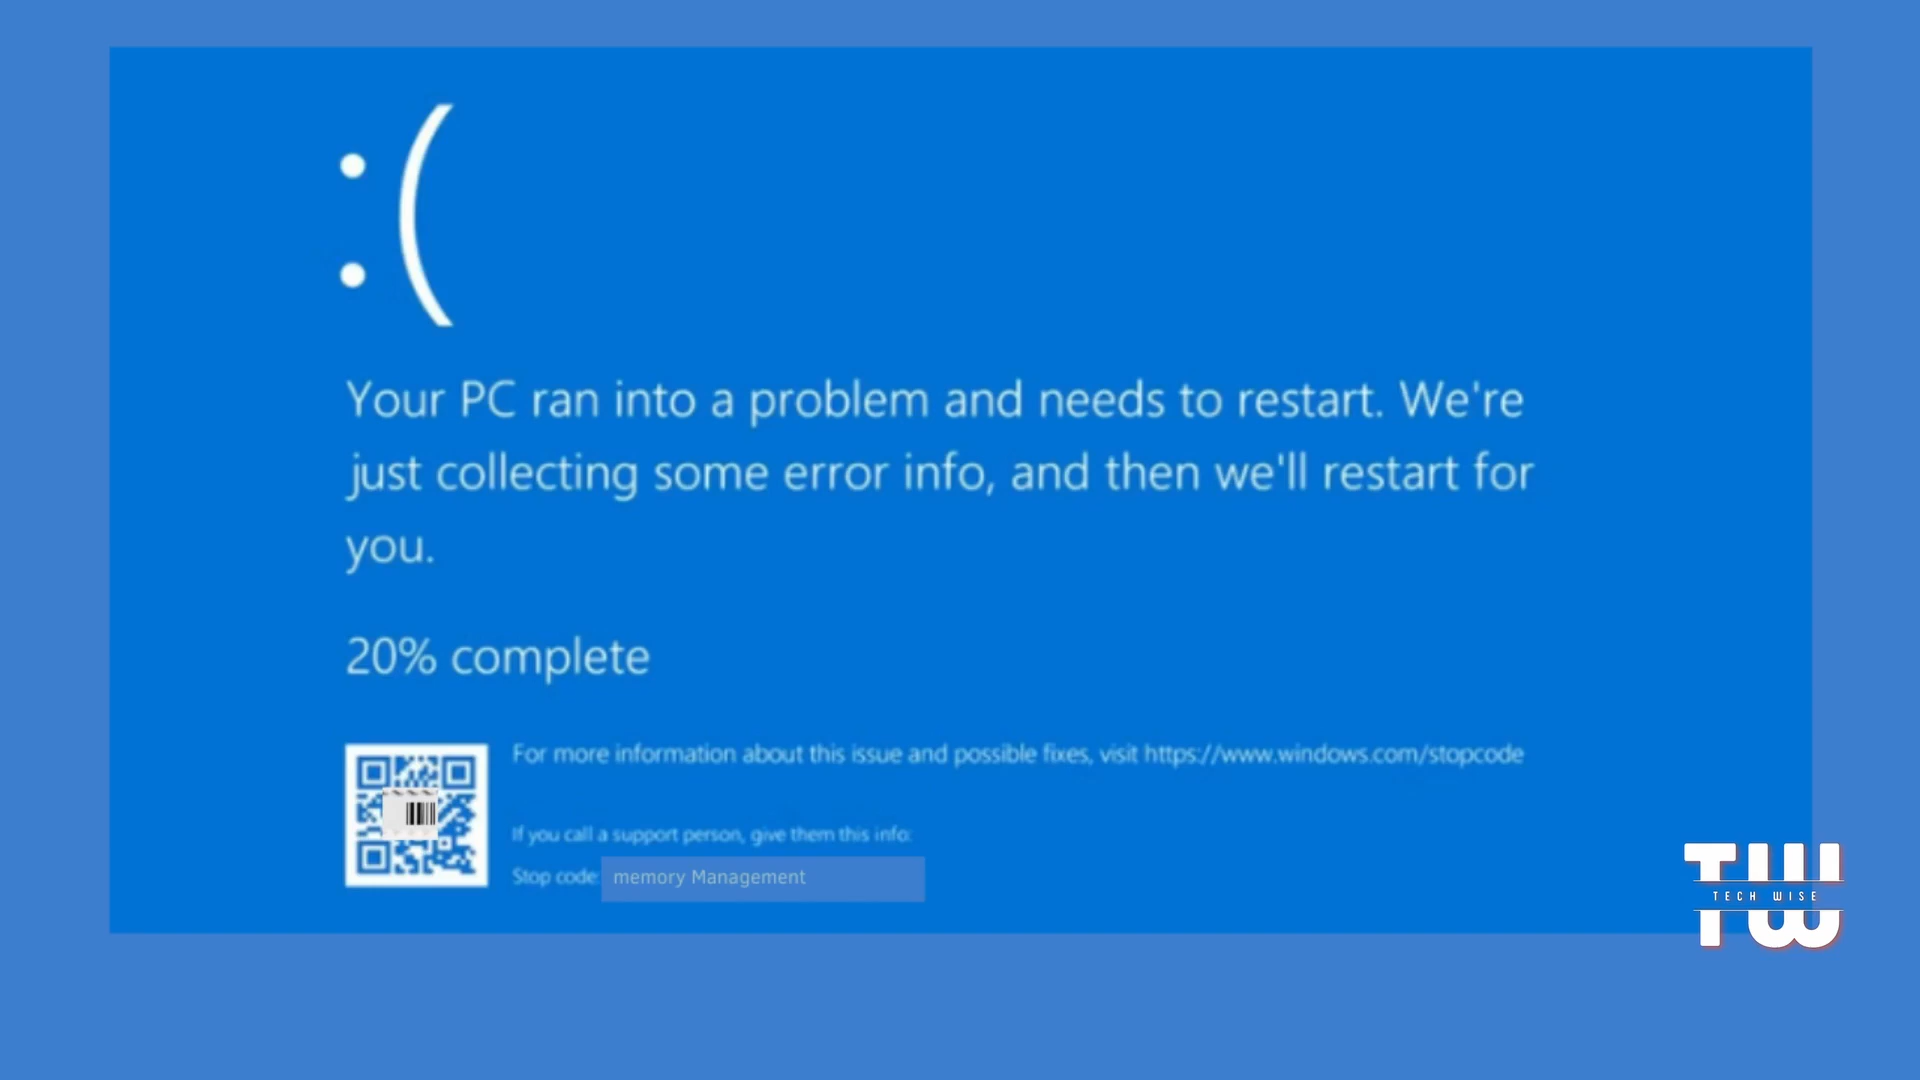 :(
Your PC ran into a problem and needs to restart. We're
just collecting some error info, and then we'll restart for
you.
20% complete
For more information about this issue and possible fixes, visit https://www.windows.com/stopcode
If you call a support person, give them this info:
Stop code: memory Management
TW
TECH WISE